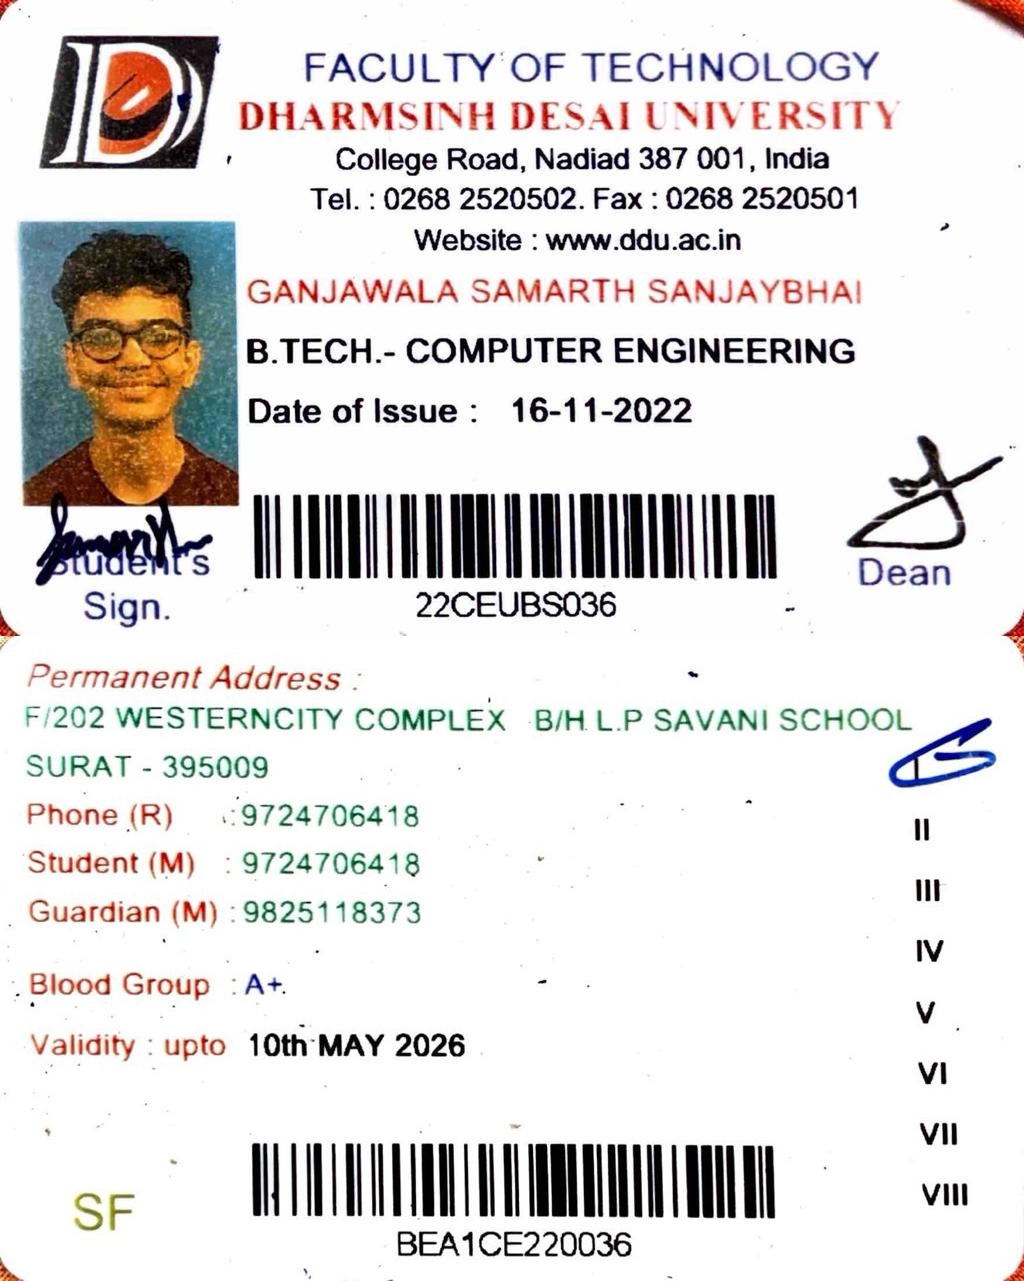 FACULTY OF TECHNOLOGY
DHARMSINH DESAI UNIVERSITY
College Road, Nadiad 387 001, India
Tel. : 0268 2520502. Fax : 0268 2520501
Website : www.ddu.ac.in
GANJAWALA SAMARTH SANJAYBHAI
B.TECH.- COMPUTER ENGINEERING
Date of Issue : 16-11-2022
Student's
Sign.
22CEUBS036
Dean
Permanent Address :
F/202 WESTERNCITY COMPLEX B/H L.P SAVANI SCHOOL
SURAT - 395009
Phone (R) : 9724706418
Student (M) : 9724706418
Guardian (M) : 9825118373
Blood Group : A+
Validity : upto 10th MAY 2026
I
II
III
IV
V
VI
VII
VIII
SF
BEA1CE220036